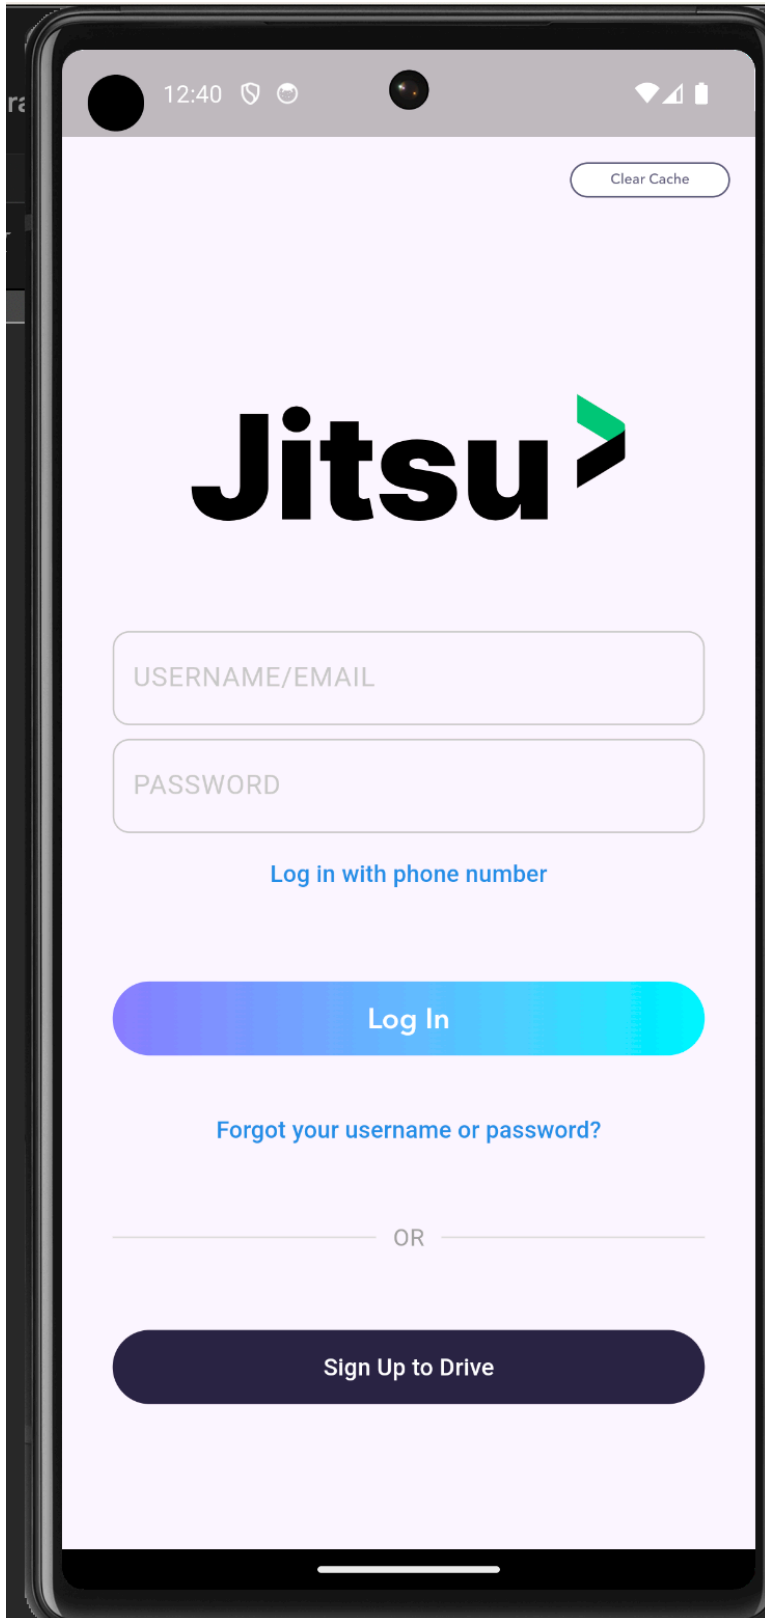 12:40
Clear Cache
Jitsu
USERNAME/EMAIL
PASSWORD
Log in with phone number
Log In
Forgot your username or password?
OR
Sign Up to Drive